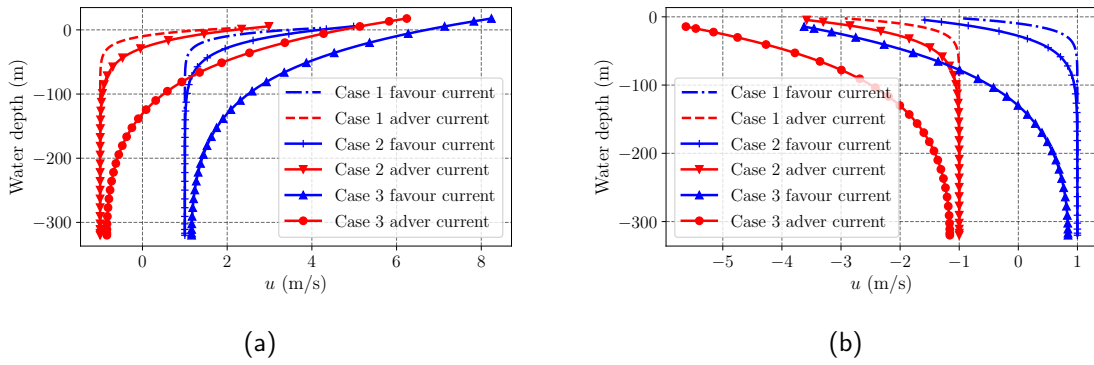 0
−100
−200
−300
Water depth (m)
0
2
4
6
8
u (m/s)
Case 1 favour current
Case 1 adver current
Case 2 favour current
Case 2 adver current
Case 3 favour current
Case 3 adver current
(a)
0
−100
−200
−300
Water depth (m)
−5
−4
−3
−2
−1
0
1
u (m/s)
Case 1 favour current
Case 1 adver current
Case 2 favour current
Case 2 adver current
Case 3 favour current
Case 3 adver current
(b)